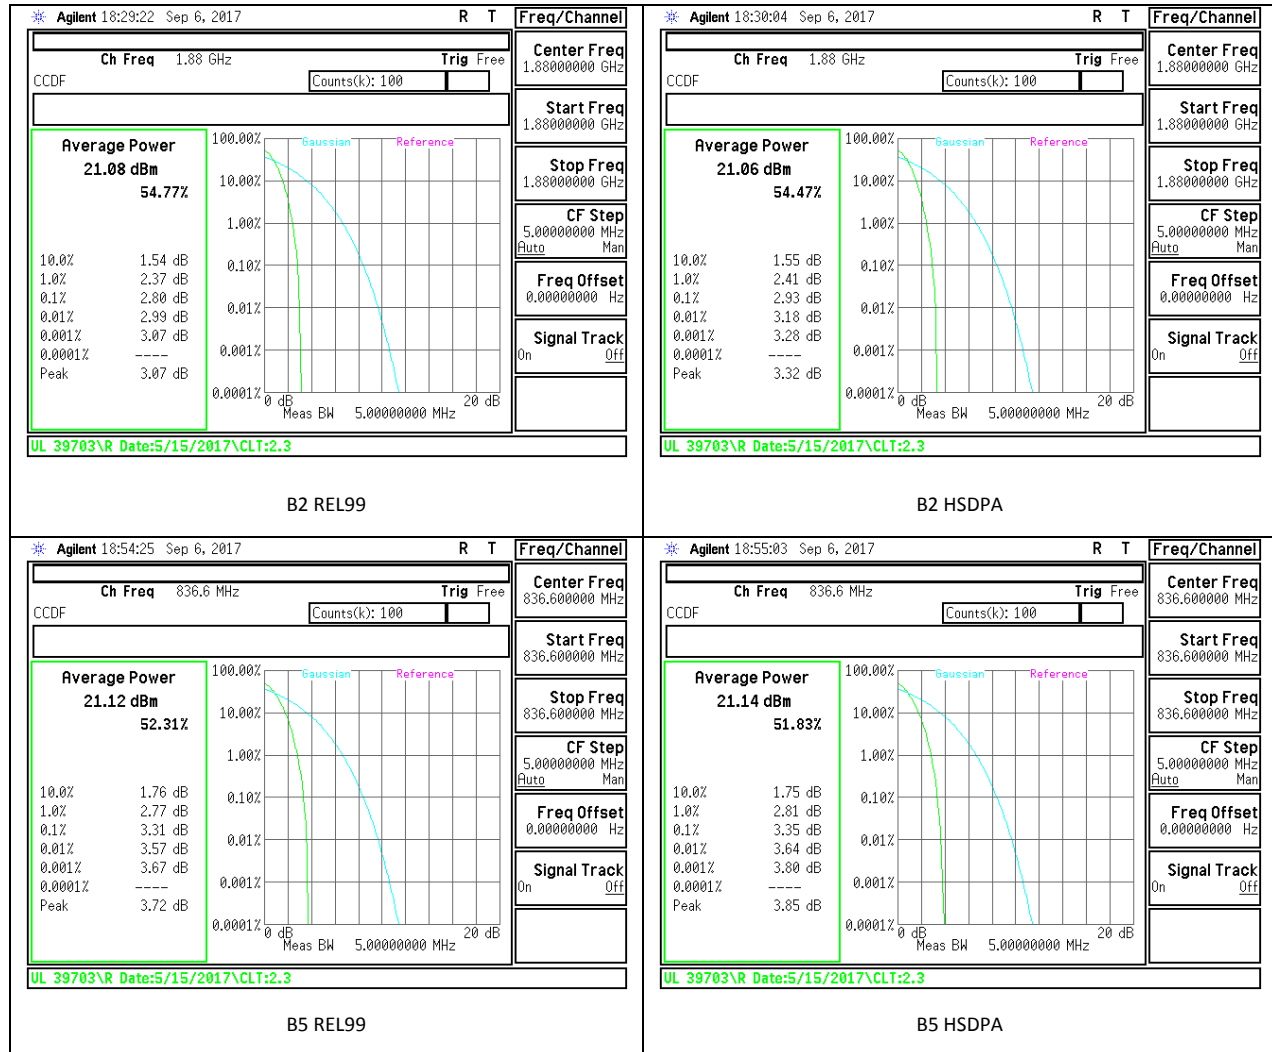 Agilent 18:29:22 Sep 6, 2017 R T Freq/Channel
Ch Freq 1.88 GHz Trig Free
CCDF Counts(k): 100
Average Power
21.08 dBm
54.77%
10.0% 1.54 dB
1.0% 2.37 dB
0.1% 2.80 dB
0.01% 2.99 dB
0.001% 3.07 dB
0.0001% ----
Peak 3.07 dB
Gaussian Reference
100.00%
10.00%
1.00%
0.10%
0.01%
0.001%
0.0001%
0 dB 20 dB
Meas BW 5.00000000 MHz
Center Freq
1.88000000 GHz
Start Freq
1.88000000 GHz
Stop Freq
1.88000000 GHz
CF Step
5.00000000 MHz
Auto Man
Freq Offset
0.00000000 Hz
Signal Track
On Off
UL 39703\R Date:5/15/2017\CLT:2.3
B2 REL99
Agilent 18:30:04 Sep 6, 2017 R T Freq/Channel
Ch Freq 1.88 GHz Trig Free
CCDF Counts(k): 100
Average Power
21.06 dBm
54.47%
10.0% 1.55 dB
1.0% 2.41 dB
0.1% 2.93 dB
0.01% 3.18 dB
0.001% 3.28 dB
0.0001% ----
Peak 3.32 dB
Gaussian Reference
100.00%
10.00%
1.00%
0.10%
0.01%
0.001%
0.0001%
0 dB 20 dB
Meas BW 5.00000000 MHz
Center Freq
1.88000000 GHz
Start Freq
1.88000000 GHz
Stop Freq
1.88000000 GHz
CF Step
5.00000000 MHz
Auto Man
Freq Offset
0.00000000 Hz
Signal Track
On Off
UL 39703\R Date:5/15/2017\CLT:2.3
B2 HSDPA
Agilent 18:54:25 Sep 6, 2017 R T Freq/Channel
Ch Freq 836.6 MHz Trig Free
CCDF Counts(k): 100
Average Power
21.12 dBm
52.31%
10.0% 1.76 dB
1.0% 2.77 dB
0.1% 3.31 dB
0.01% 3.57 dB
0.001% 3.67 dB
0.0001% ----
Peak 3.72 dB
Gaussian Reference
100.00%
10.00%
1.00%
0.10%
0.01%
0.001%
0.0001%
0 dB 20 dB
Meas BW 5.00000000 MHz
Center Freq
836.600000 MHz
Start Freq
836.600000 MHz
Stop Freq
836.600000 MHz
CF Step
5.00000000 MHz
Auto Man
Freq Offset
0.00000000 Hz
Signal Track
On Off
UL 39703\R Date:5/15/2017\CLT:2.3
B5 REL99
Agilent 18:55:03 Sep 6, 2017 R T Freq/Channel
Ch Freq 836.6 MHz Trig Free
CCDF Counts(k): 100
Average Power
21.14 dBm
51.83%
10.0% 1.75 dB
1.0% 2.81 dB
0.1% 3.35 dB
0.01% 3.64 dB
0.001% 3.80 dB
0.0001% ----
Peak 3.85 dB
Gaussian Reference
100.00%
10.00%
1.00%
0.10%
0.01%
0.001%
0.0001%
0 dB 20 dB
Meas BW 5.00000000 MHz
Center Freq
836.600000 MHz
Start Freq
836.600000 MHz
Stop Freq
836.600000 MHz
CF Step
5.00000000 MHz
Auto Man
Freq Offset
0.00000000 Hz
Signal Track
On Off
UL 39703\R Date:5/15/2017\CLT:2.3
B5 HSDPA